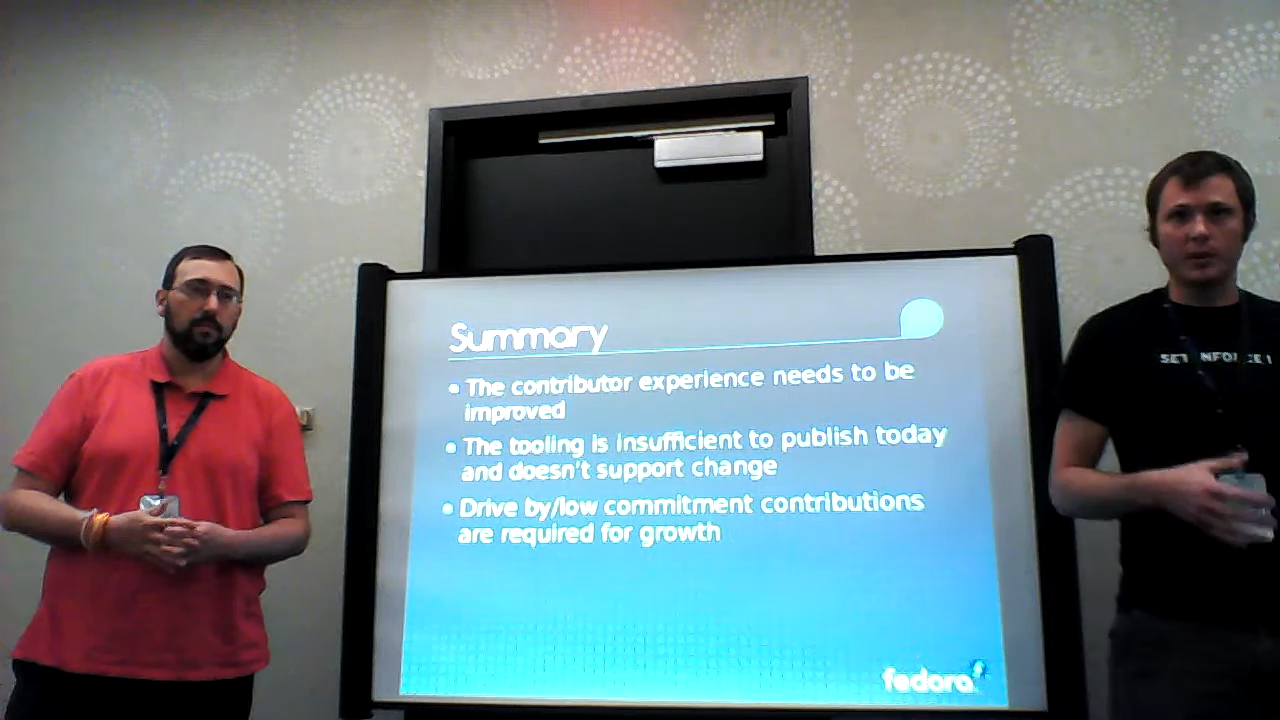 Summary
• The contributor experience needs to be
improved
• The tooling is insufficient to publish today
and doesn't support change
• Drive by/low commitment contributions
are required for growth
fedora